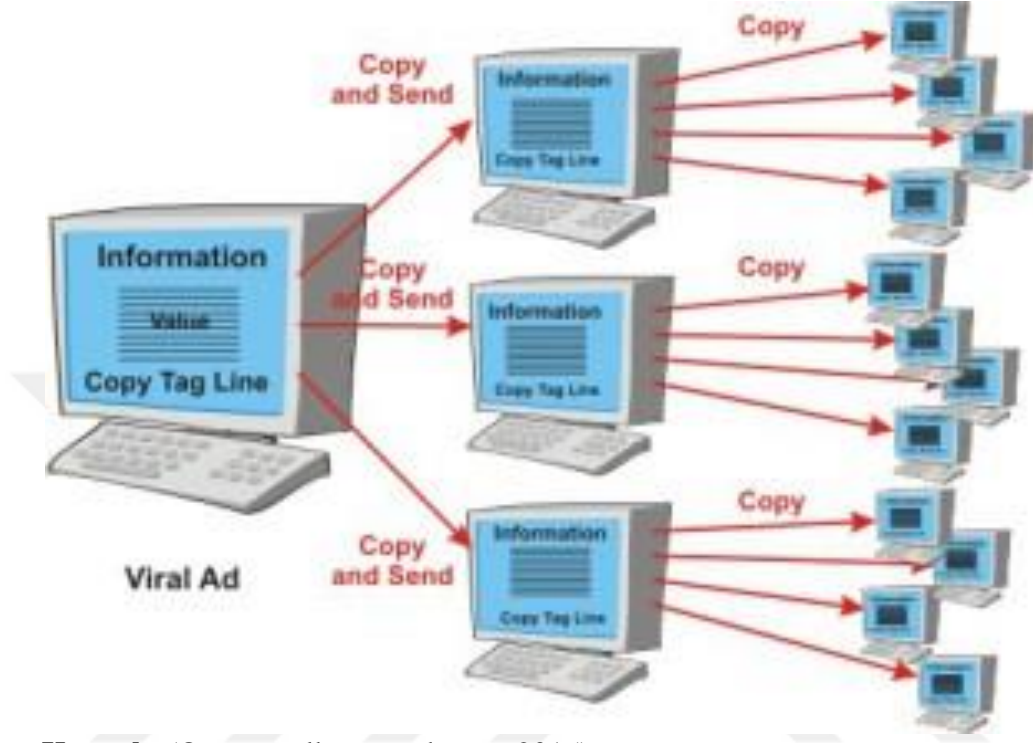 Copy
and Send
Information
Copy Tag Line
Copy
Information
Value
Copy Tag Line
Copy
and Send
Information
Copy Tag Line
Copy
Viral Ad
Copy
and Send
Information
Copy Tag Line
Copy